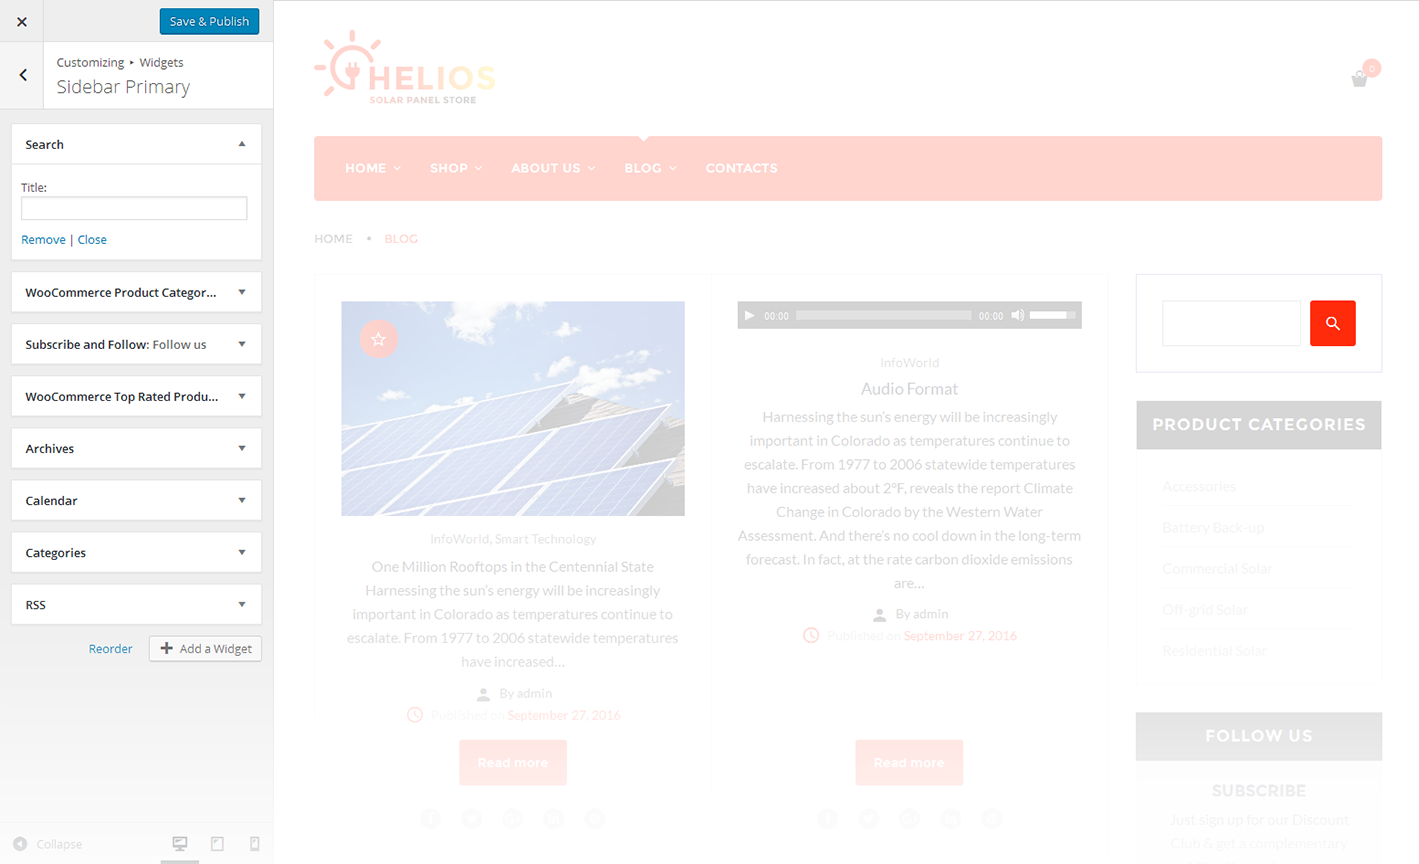 Save & Publish
Customizing ▸ Widgets
Sidebar Primary
Search
Title:
Remove | Close
WooCommerce Product Categor...
Subscribe and Follow: Follow us
WooCommerce Top Rated Produ...
Archives
Calendar
Categories
RSS
Reorder
Add a Widget
Collapse
HELIOS
SOLAR PANEL STORE
0
HOME SHOP ABOUT US BLOG CONTACTS
HOME • BLOG
InfoWorld, Smart Technology
One Million Rooftops in the Centennial State
Harnessing the sun's energy will be increasingly
important in Colorado as temperatures continue to
escalate. From 1977 to 2006 statewide temperatures
have increased...
By admin
Published on September 27, 2016
Read more
00:00 00:00
InfoWorld
Audio Format
Harnessing the sun's energy will be increasingly
important in Colorado as temperatures continue to
escalate. From 1977 to 2006 statewide temperatures
have increased about 2°F, reveals the report Climate
Change in Colorado by the Western Water
Assessment. And there's no cool down in the long-term
forecast. In fact, at the rate carbon dioxide emissions
are...
By admin
Published on September 27, 2016
Read more
PRODUCT CATEGORIES
Accessories
Battery Back-up
Commercial Solar
Off-grid Solar
Residential Solar
FOLLOW US
SUBSCRIBE
Just sign up for our Discount
Club & get a complementary